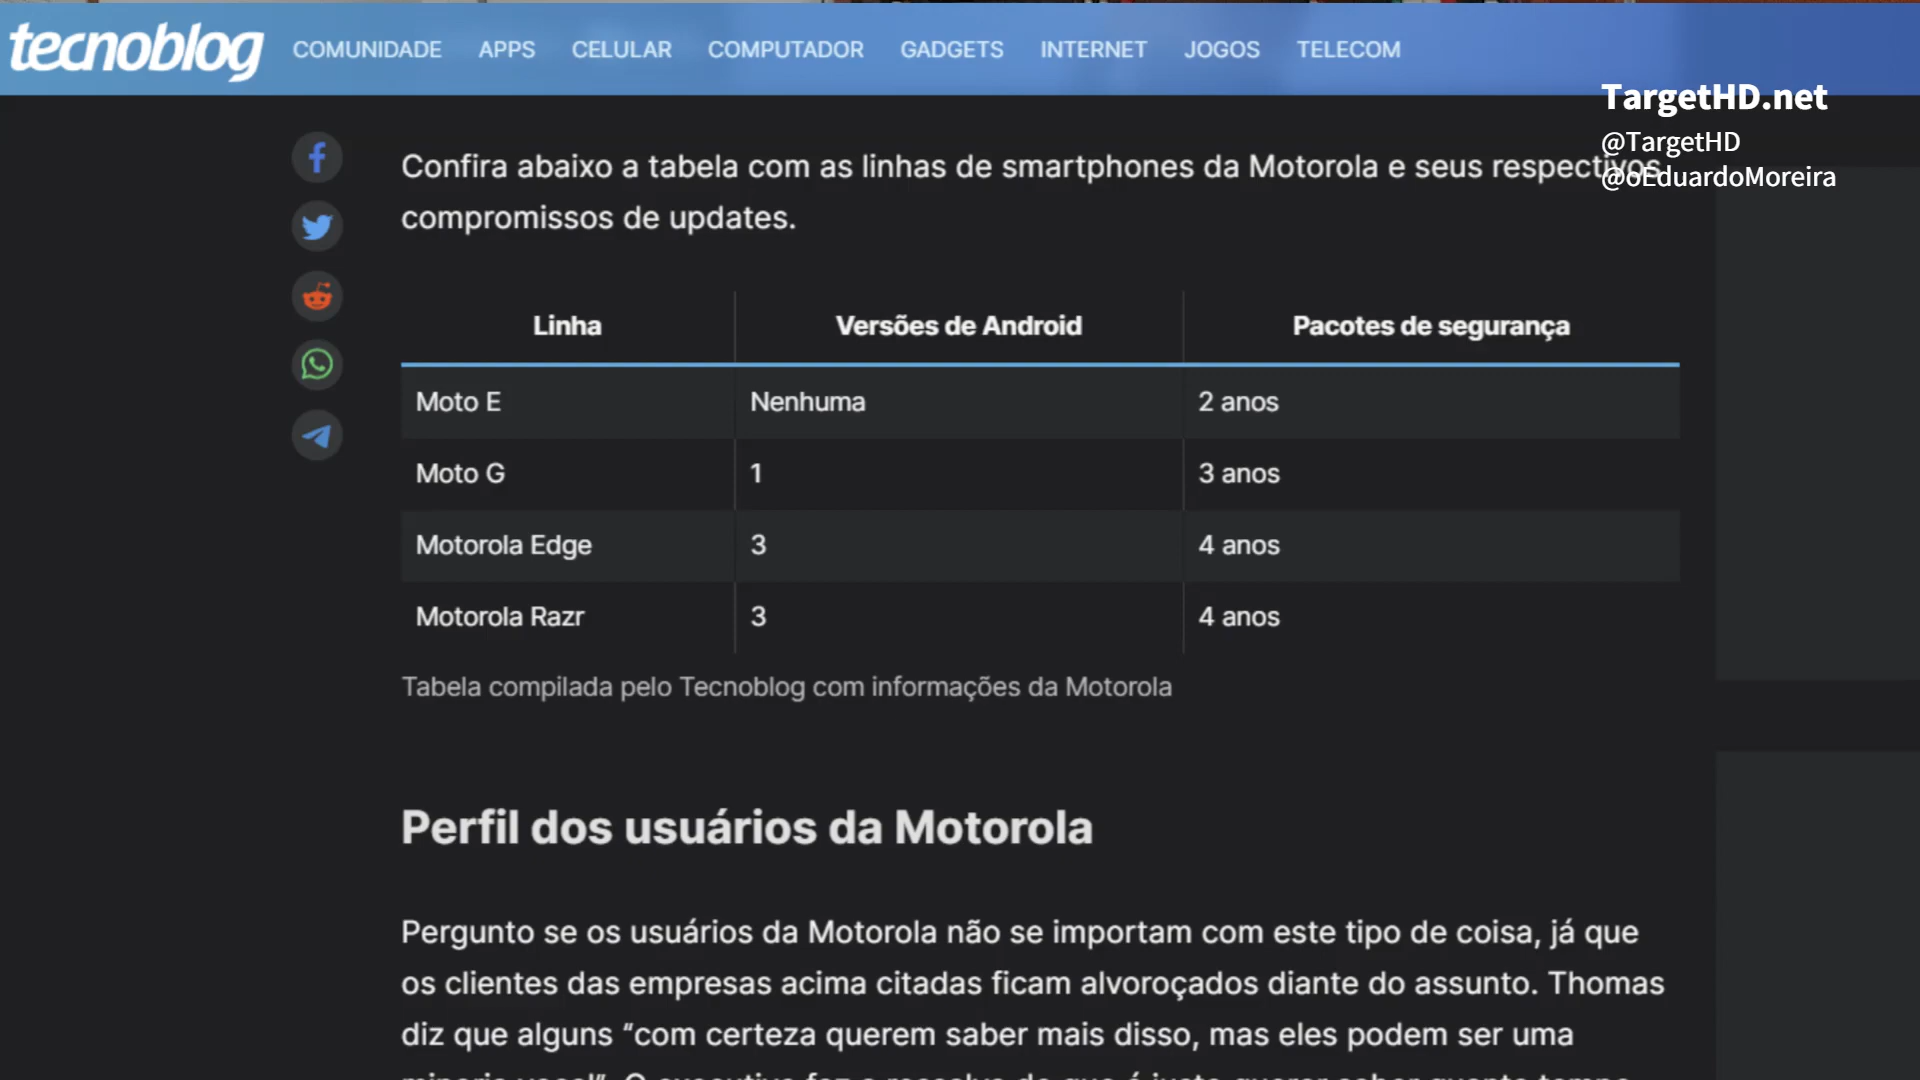 tecnoblog COMUNIDADE APPS CELULAR COMPUTADOR GADGETS INTERNET JOGOS TELECOM
TargetHD.net
@TargetHD
@oEduardoMoreira
Confira abaixo a tabela com as linhas de smartphones da Motorola e seus respectivos
compromissos de updates.
Linha Versões de Android Pacotes de segurança
Moto E Nenhuma 2 anos
Moto G 1 3 anos
Motorola Edge 3 4 anos
Motorola Razr 3 4 anos
Tabela compilada pelo Tecnoblog com informações da Motorola
Perfil dos usuários da Motorola
Pergunto se os usuários da Motorola não se importam com este tipo de coisa, já que
os clientes das empresas acima citadas ficam alvoroçados diante do assunto. Thomas
diz que alguns “com certeza querem saber mais disso, mas eles podem ser uma